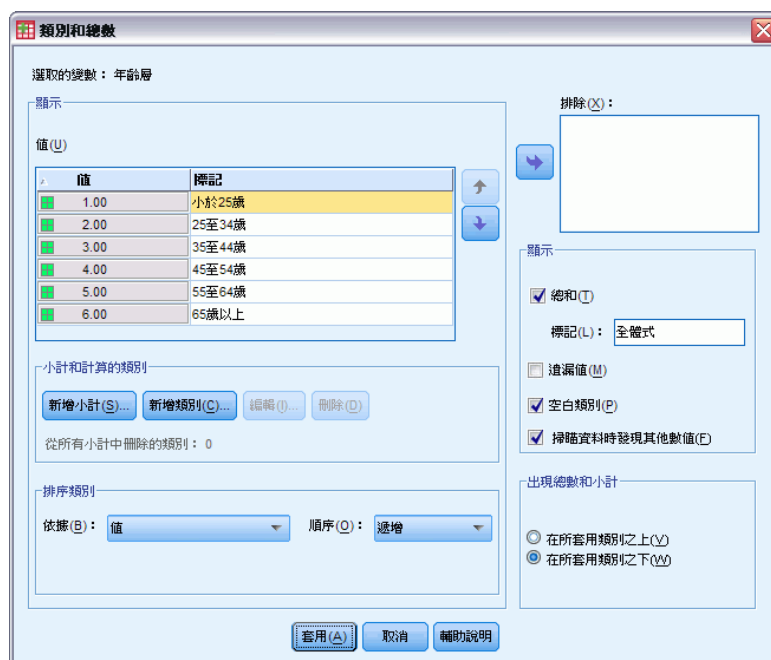 類別和總數
選取的變數：年齡層
顯示
值(U)
值 標記
1.00 小於25歲
2.00 25至34歲
3.00 35至44歲
4.00 45至54歲
5.00 55至64歲
6.00 65歲以上
小計和計算的類別
新增小計(S)... 新增類別(C)... 編輯(I)... 刪除(D)
從所有小計中刪除的類別：0
排序類別
依據(B)： 值 順序(O)： 遞增
排除(X)：
顯示
總和(T)
標記(L)： 全體式
遺漏值(M)
空白類別(P)
掃瞄資料時發現其他數值(F)
出現總數和小計
在所套用類別之上(V)
在所套用類別之下(W)
套用(A) 取消 輔助說明